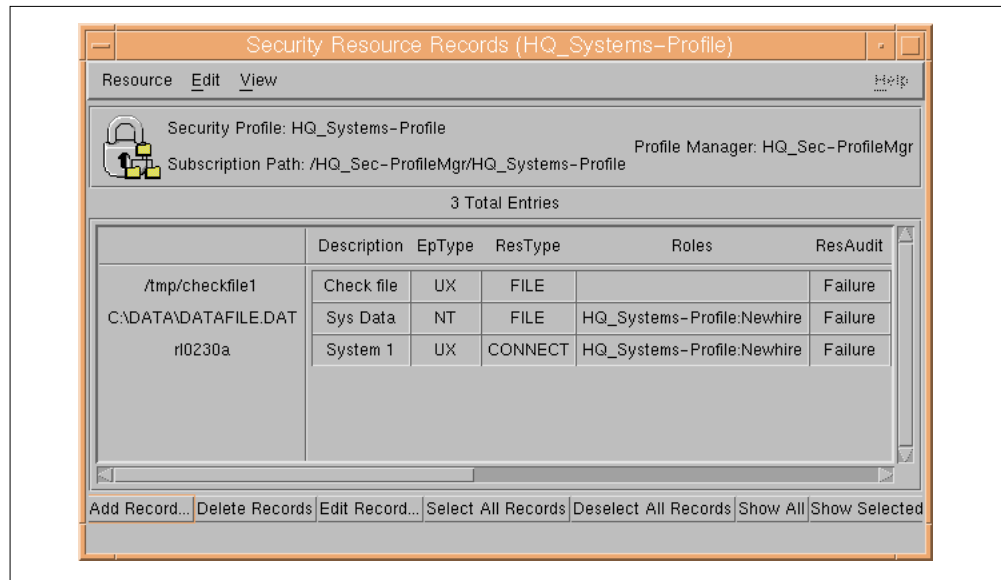 Security Resource Records (HQ_Systems-Profile)
Resource Edit View Help
Security Profile: HQ_Systems-Profile
Profile Manager: HQ_Sec-ProfileMgr
Subscription Path: /HQ_Sec-ProfileMgr/HQ_Systems-Profile
3 Total Entries
Description EpType ResType Roles ResAudit
/tmp/checkfile1 Check file UX FILE Failure
C:\DATA\DATAFILE.DAT Sys Data NT FILE HQ_Systems-Profile:Newhire Failure
rl0230a System 1 UX CONNECT HQ_Systems-Profile:Newhire Failure
Add Record... Delete Records Edit Record... Select All Records Deselect All Records Show All Show Selected